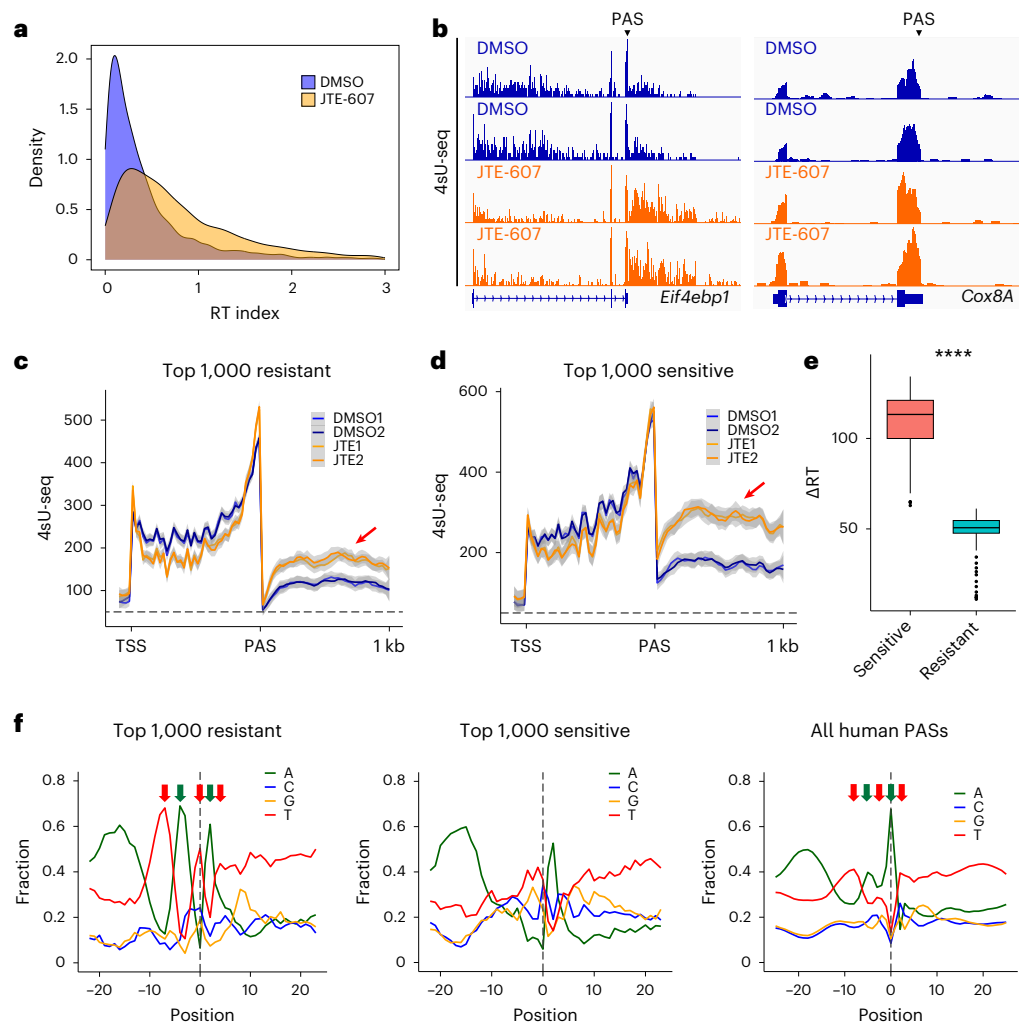 a
Density
2.0
1.5
1.0
0.5
0
0
1
2
3
RT index
DMSO
JTE-607
b
PAS
PAS
4sU-seq
DMSO
DMSO
DMSO
DMSO
JTE-607
JTE-607
JTE-607
JTE-607
Eif4ebp1
Cox8A
c
Top 1,000 resistant
4sU-seq
500
400
300
200
100
TSS
PAS
1 kb
DMSO1
DMSO2
JTE1
JTE2
d
Top 1,000 sensitive
4sU-seq
600
400
200
TSS
PAS
1 kb
DMSO1
DMSO2
JTE1
JTE2
e
****
ΔRT
100
50
Sensitive
Resistant
f
Top 1,000 resistant
Fraction
0.8
0.6
0.4
0.2
0
−20
−10
0
10
20
Position
A
C
G
T
Top 1,000 sensitive
Fraction
0.8
0.6
0.4
0.2
0
−20
−10
0
10
20
Position
A
C
G
T
All human PASs
Fraction
0.8
0.6
0.4
0.2
0
−20
−10
0
10
20
Position
A
C
G
T